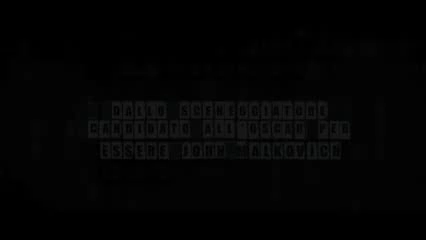 DALLO SCENEGGIATORE
CANDIDATO ALL'OSCAR PER
ESSERE JOHN MALKOVICH